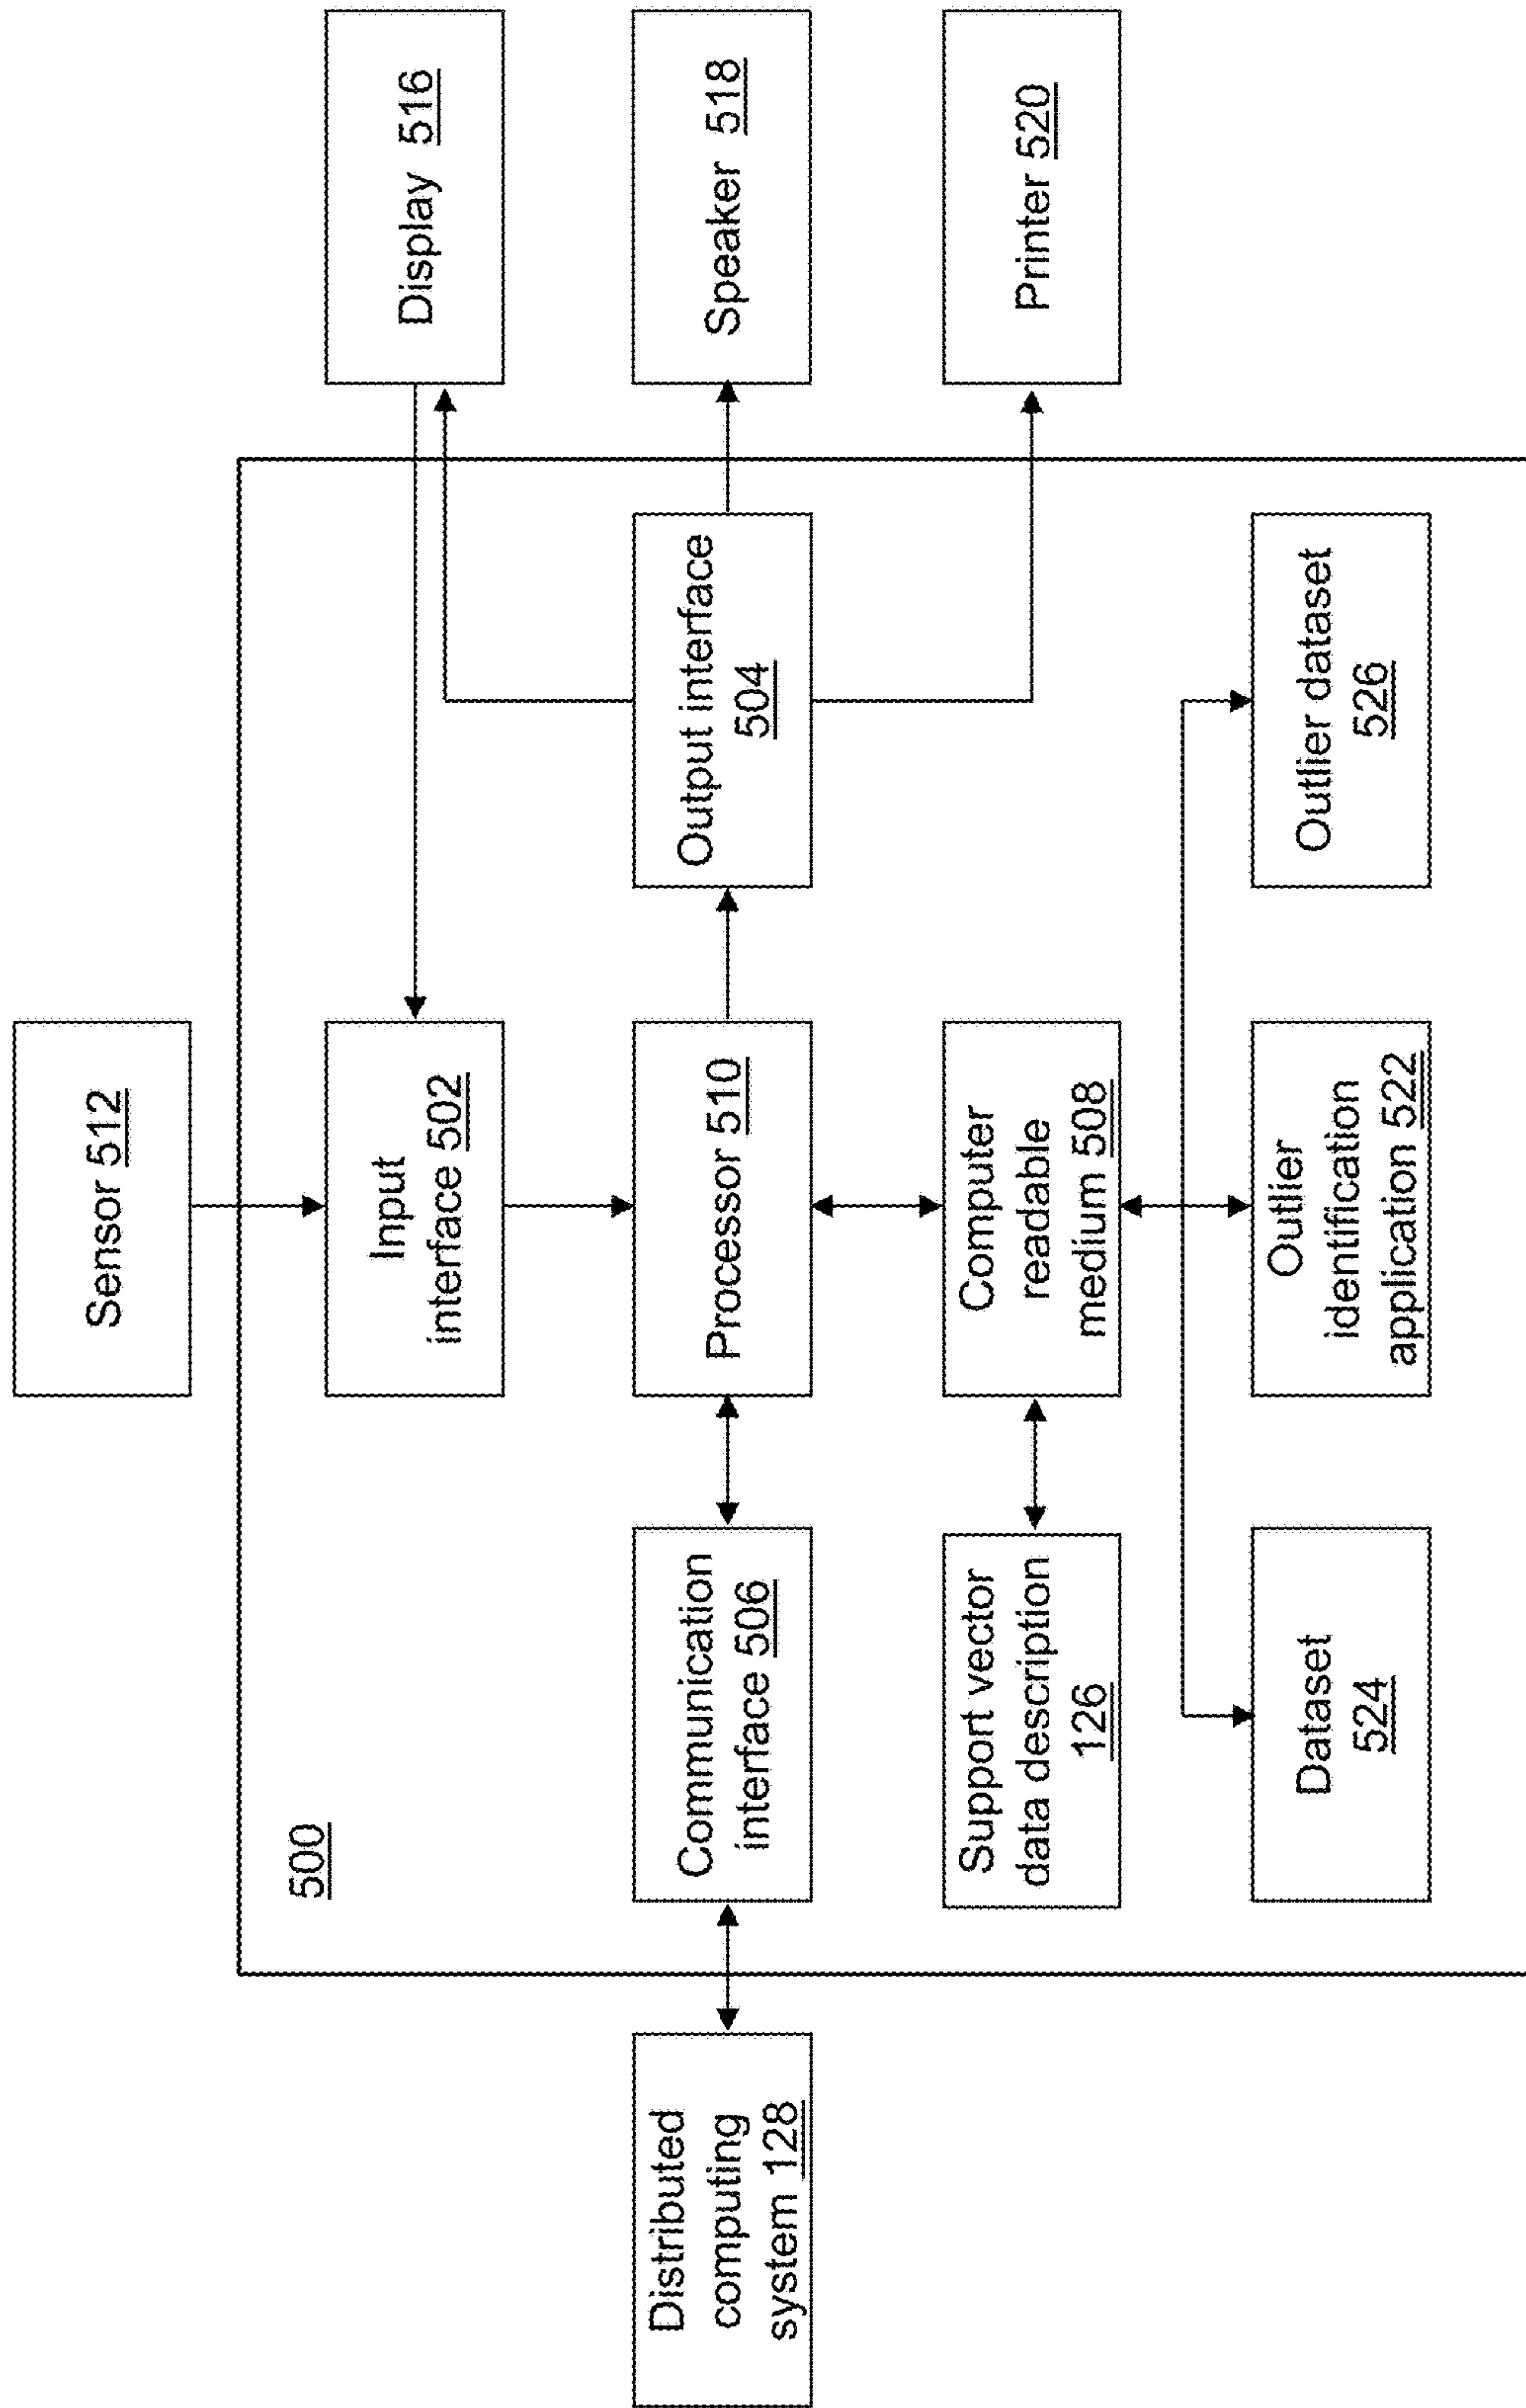 Sensor 512
500
Input
interface 502
Display 516
Distributed
computing
system 128
Communication
interface 506
Processor 510
Output interface
504
Speaker 518
Support vector
data description
126
Computer
readable
medium 508
Printer 520
Dataset
524
Outlier
identification
application 522
Outlier dataset
526